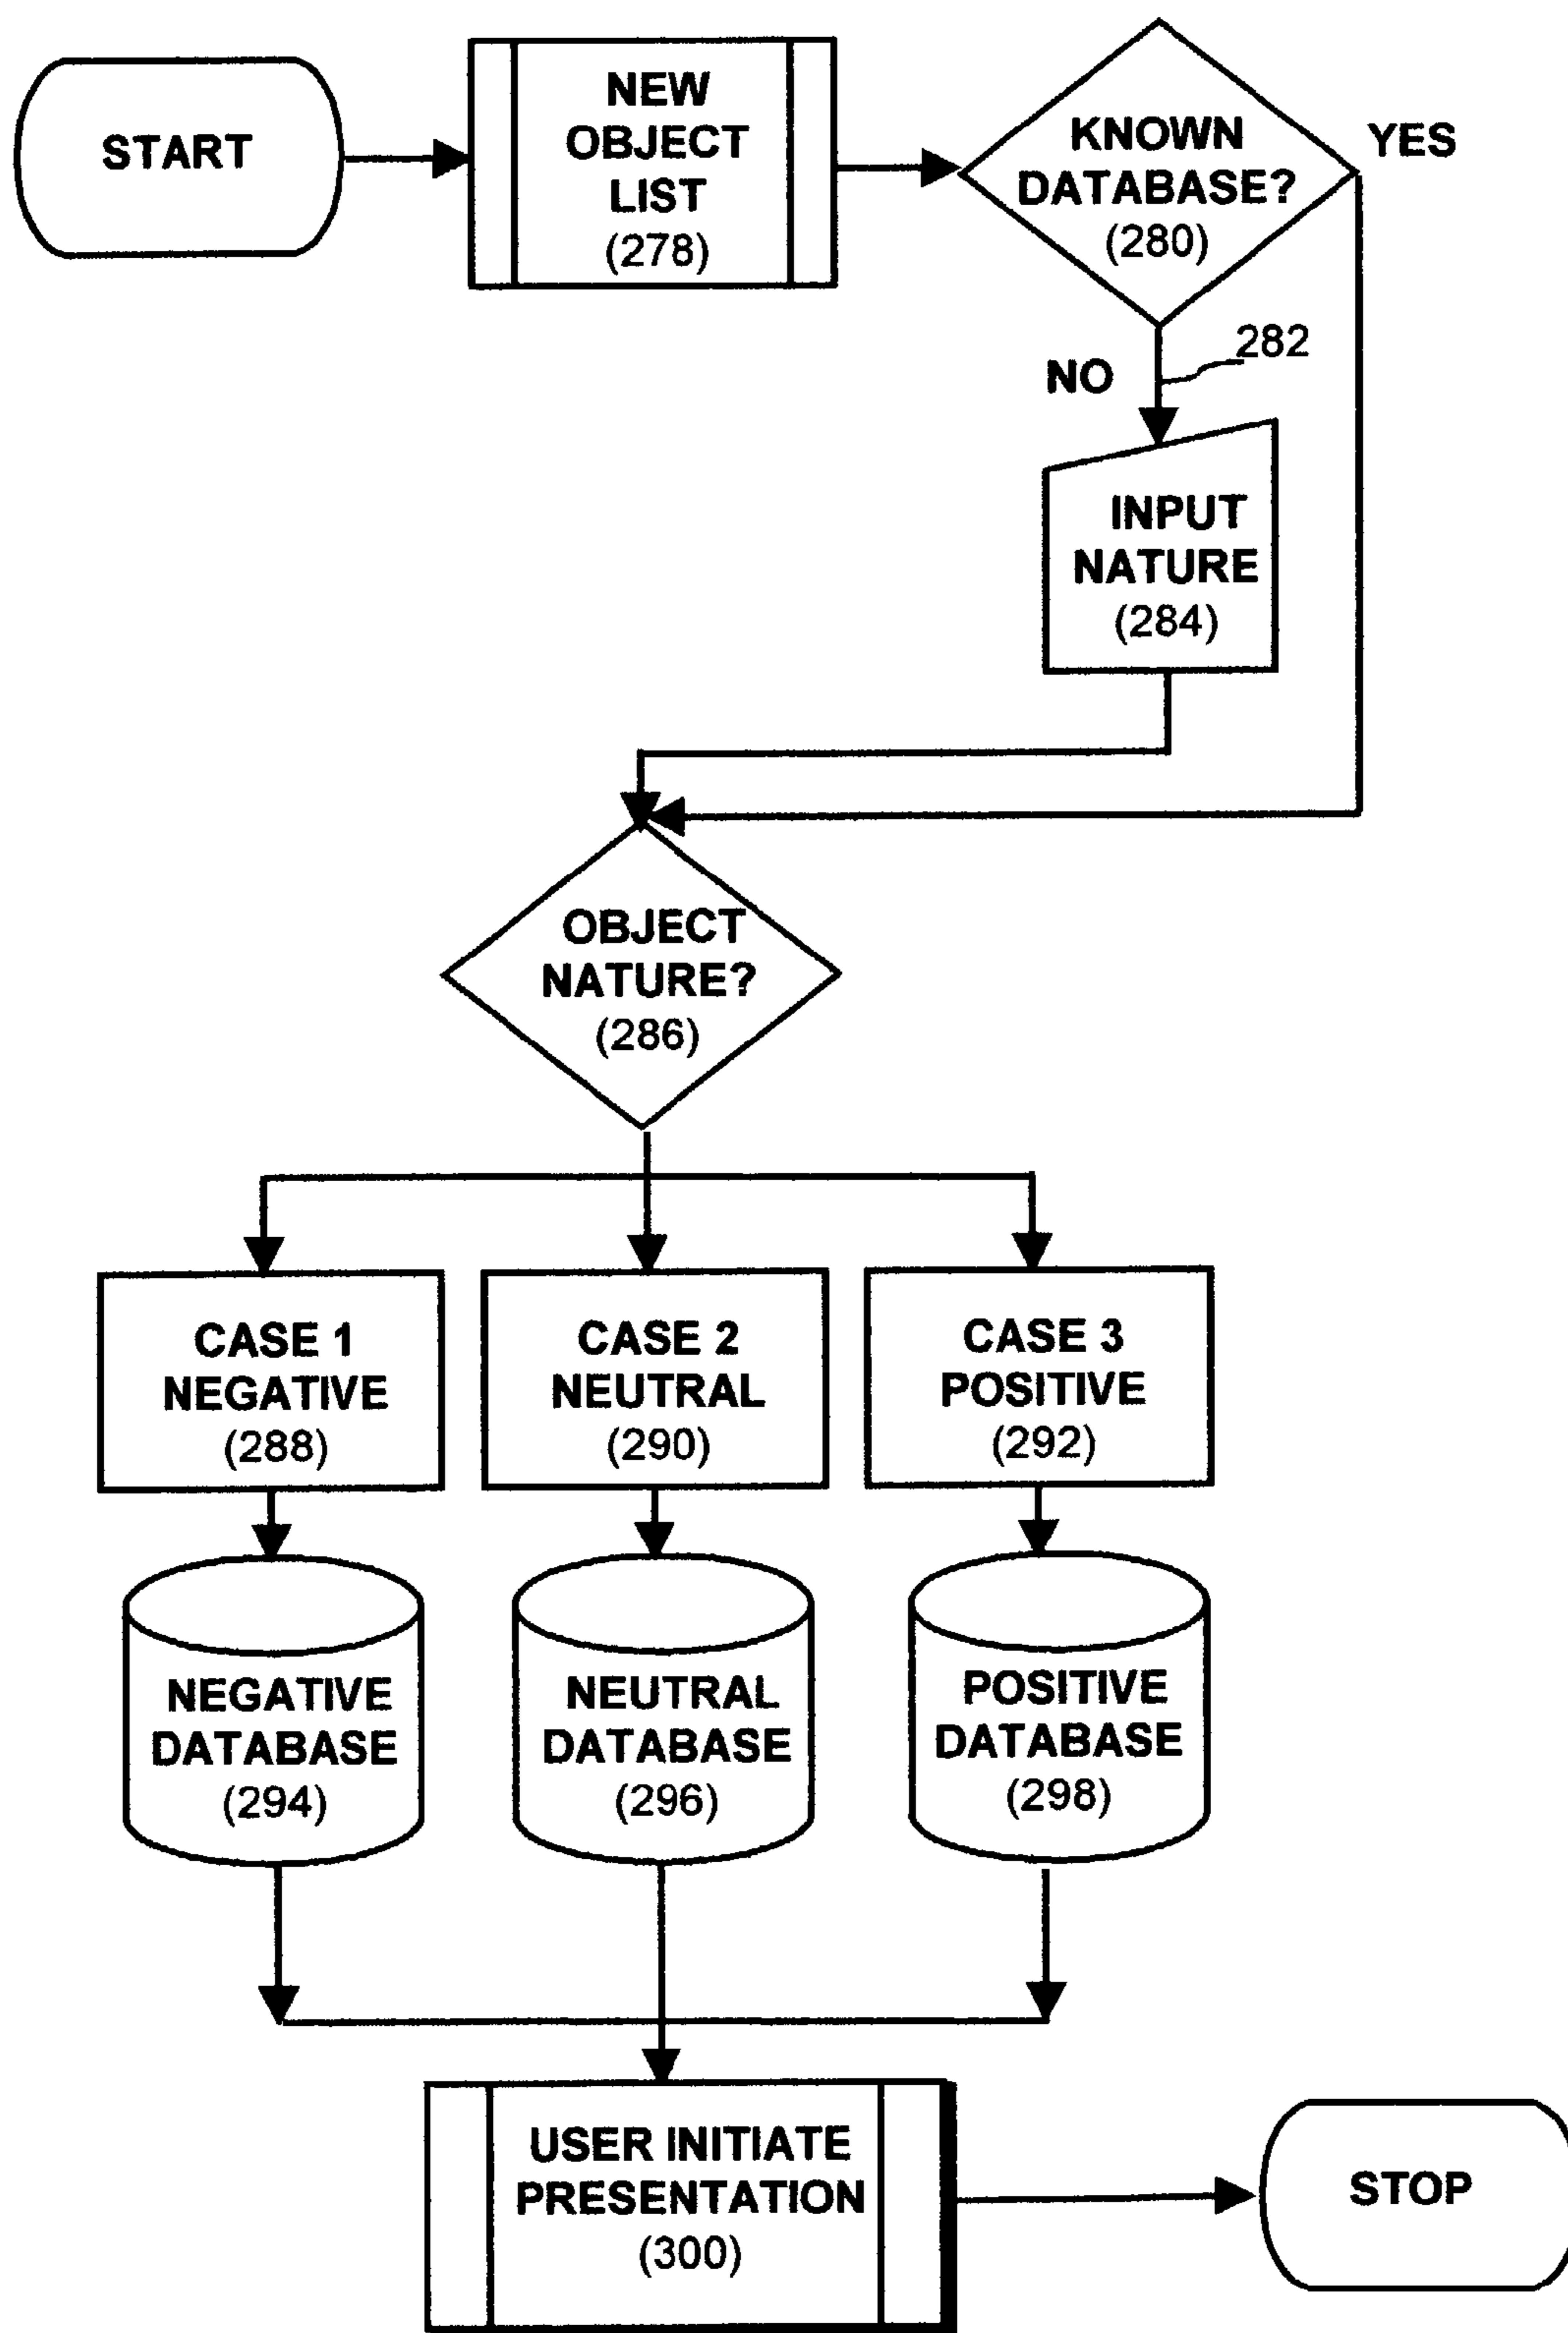 START
NEW
OBJECT
LIST
(278)
KNOWN
DATABASE?
(280)
YES
NO
282
INPUT
NATURE
(284)
OBJECT
NATURE?
(286)
CASE 1
NEGATIVE
(288)
CASE 2
NEUTRAL
(290)
CASE 3
POSITIVE
(292)
NEGATIVE
DATABASE
(294)
NEUTRAL
DATABASE
(296)
POSITIVE
DATABASE
(298)
USER INITIATE
PRESENTATION
(300)
STOP